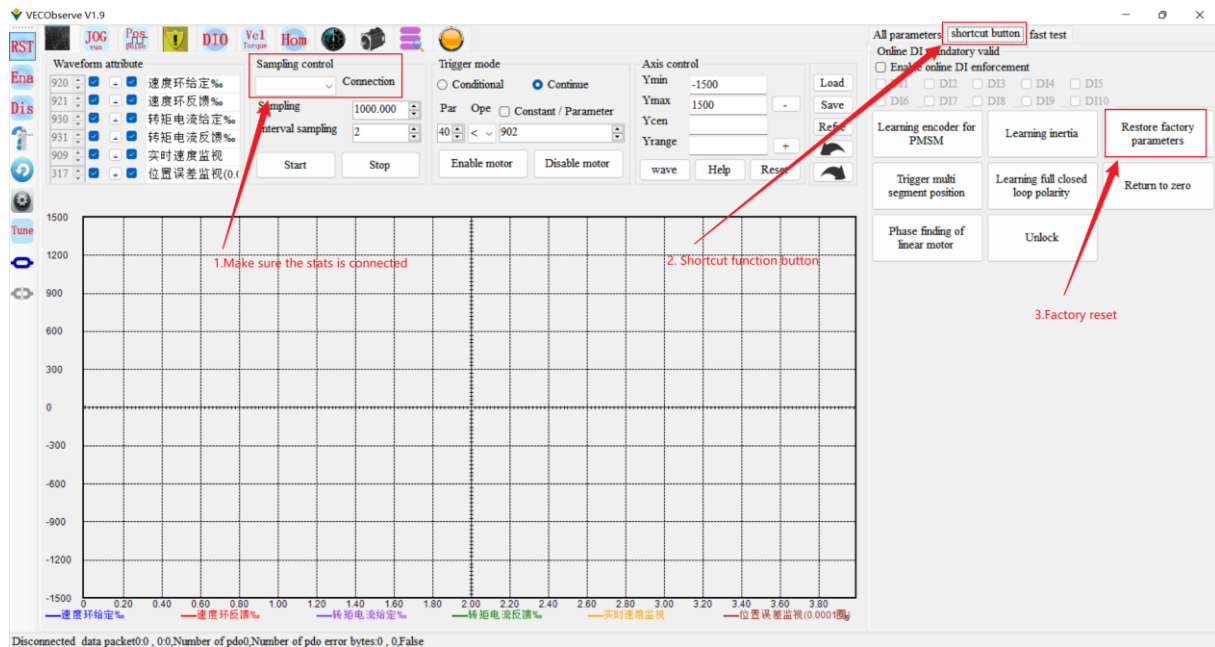 VECObserve V1.9
RST
JOG
run
Pos
DIO
Vel
Torque
Hom
Ena
Dis
Tune
Waveform attribute
920 速度环给定‰
921 速度环反馈‰
930 转矩电流给定‰
931 转矩电流反馈‰
909 实时速度监视
317 位置误差监视(0.(
Sampling control
Connection
Sampling 1000.000
Interval sampling 2
Start Stop
Trigger mode
Conditional Continue
Par Ope Constant / Parameter
40 < 902
Enable motor Disable motor
Axis control
Ymin -1500 Load
Ymax 1500 - Save
Ycen
Yrange +
wave Help Reset
All parameters shortcut button fast test
Online DI mandatory valid
Enable online DI enforcement
DI1 DI2 DI3 DI4 DI5
DI6 DI7 DI8 DI9 DI10
Learning encoder for
PMSM
Learning inertia
Restore factory
parameters
Trigger multi
segment position
Learning full closed
loop polarity
Return to zero
Phase finding of
linear motor
Unlock
1.Make sure the stats is connected
2. Shortcut function button
3.Factory reset
1500
1200
900
600
300
0
-300
-600
-900
-1200
-1500
0 0.20 0.40 0.60 0.80 1.00 1.20 1.40 1.60 1.80 2.00 2.20 2.40 2.60 2.80 3.00 3.20 3.40 3.60 3.80
速度环给定‰ 速度环反馈‰ 转矩电流给定‰ 转矩电流反馈‰ 实时速度监视 位置误差监视(0.0001圈)
Disconnected data packet0:0 , 0:0,Number of pdo0,Number of pdo error bytes:0 , 0,False